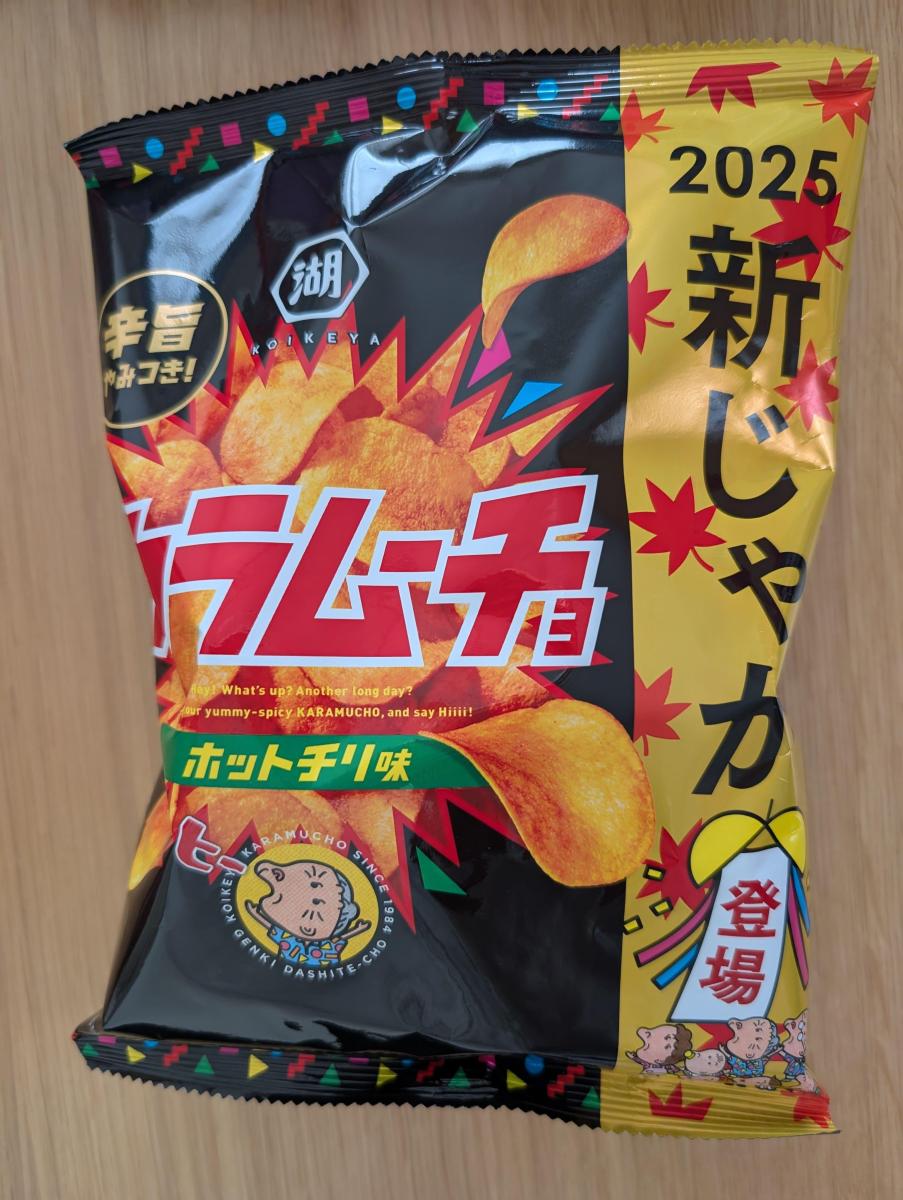 2025
新じゃが
登場
湖
KOIKEYA
辛旨
やみつき!
カラムーチョ
Hey! What's up? Another long day?
our yummy-spicy KARAMUCHO, and say Hiiii!
ホットチリ味
ヒー
KOIKEYA KARAMUCHO SINCE 1984
GENKI DASHITE-CHO